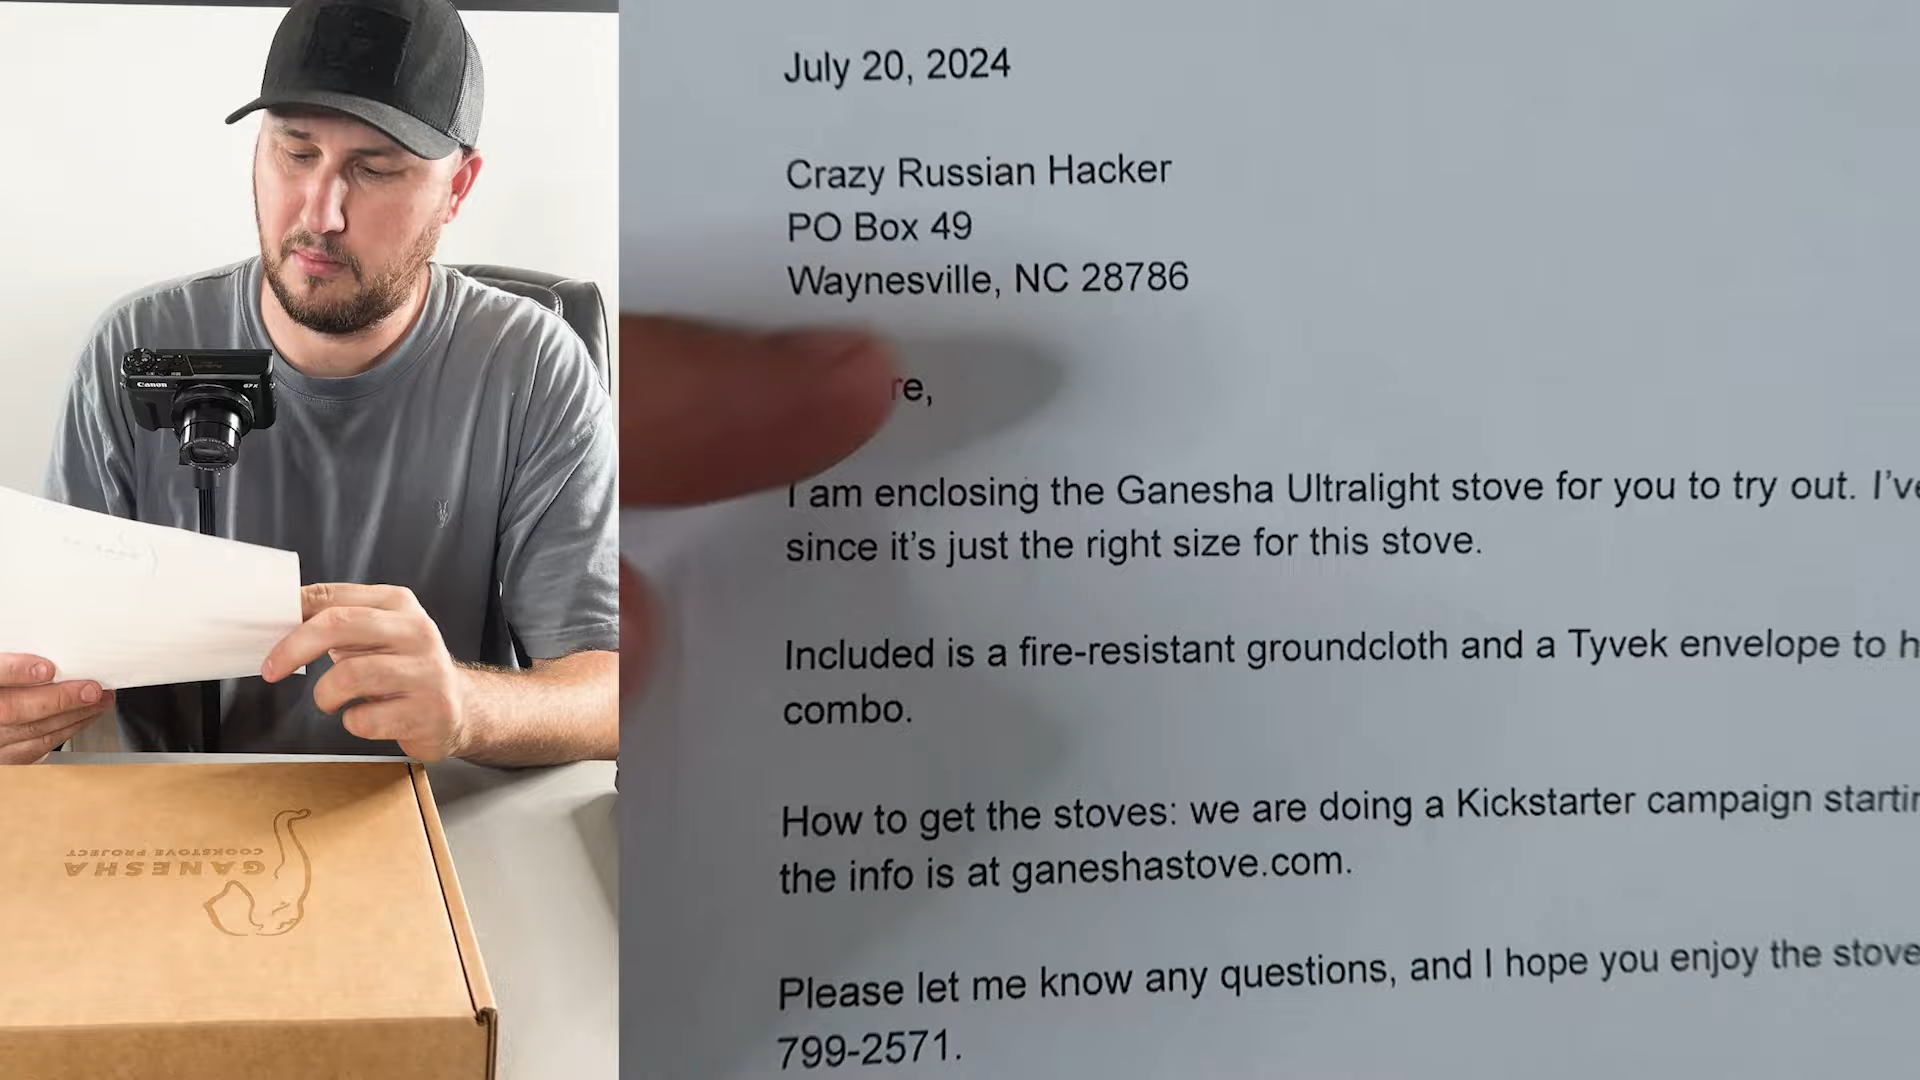 July 20, 2024
Crazy Russian Hacker
PO Box 49
Waynesville, NC 28786
re,
I am enclosing the Ganesha Ultralight stove for you to try out. I've
since it's just the right size for this stove.
Included is a fire-resistant groundcloth and a Tyvek envelope to h
combo.
How to get the stoves: we are doing a Kickstarter campaign startin
the info is at ganeshastove.com.
Please let me know any questions, and I hope you enjoy the stove
799-2571.
Canon
G7X
GANESHA
COOKSTOVE PROJECT